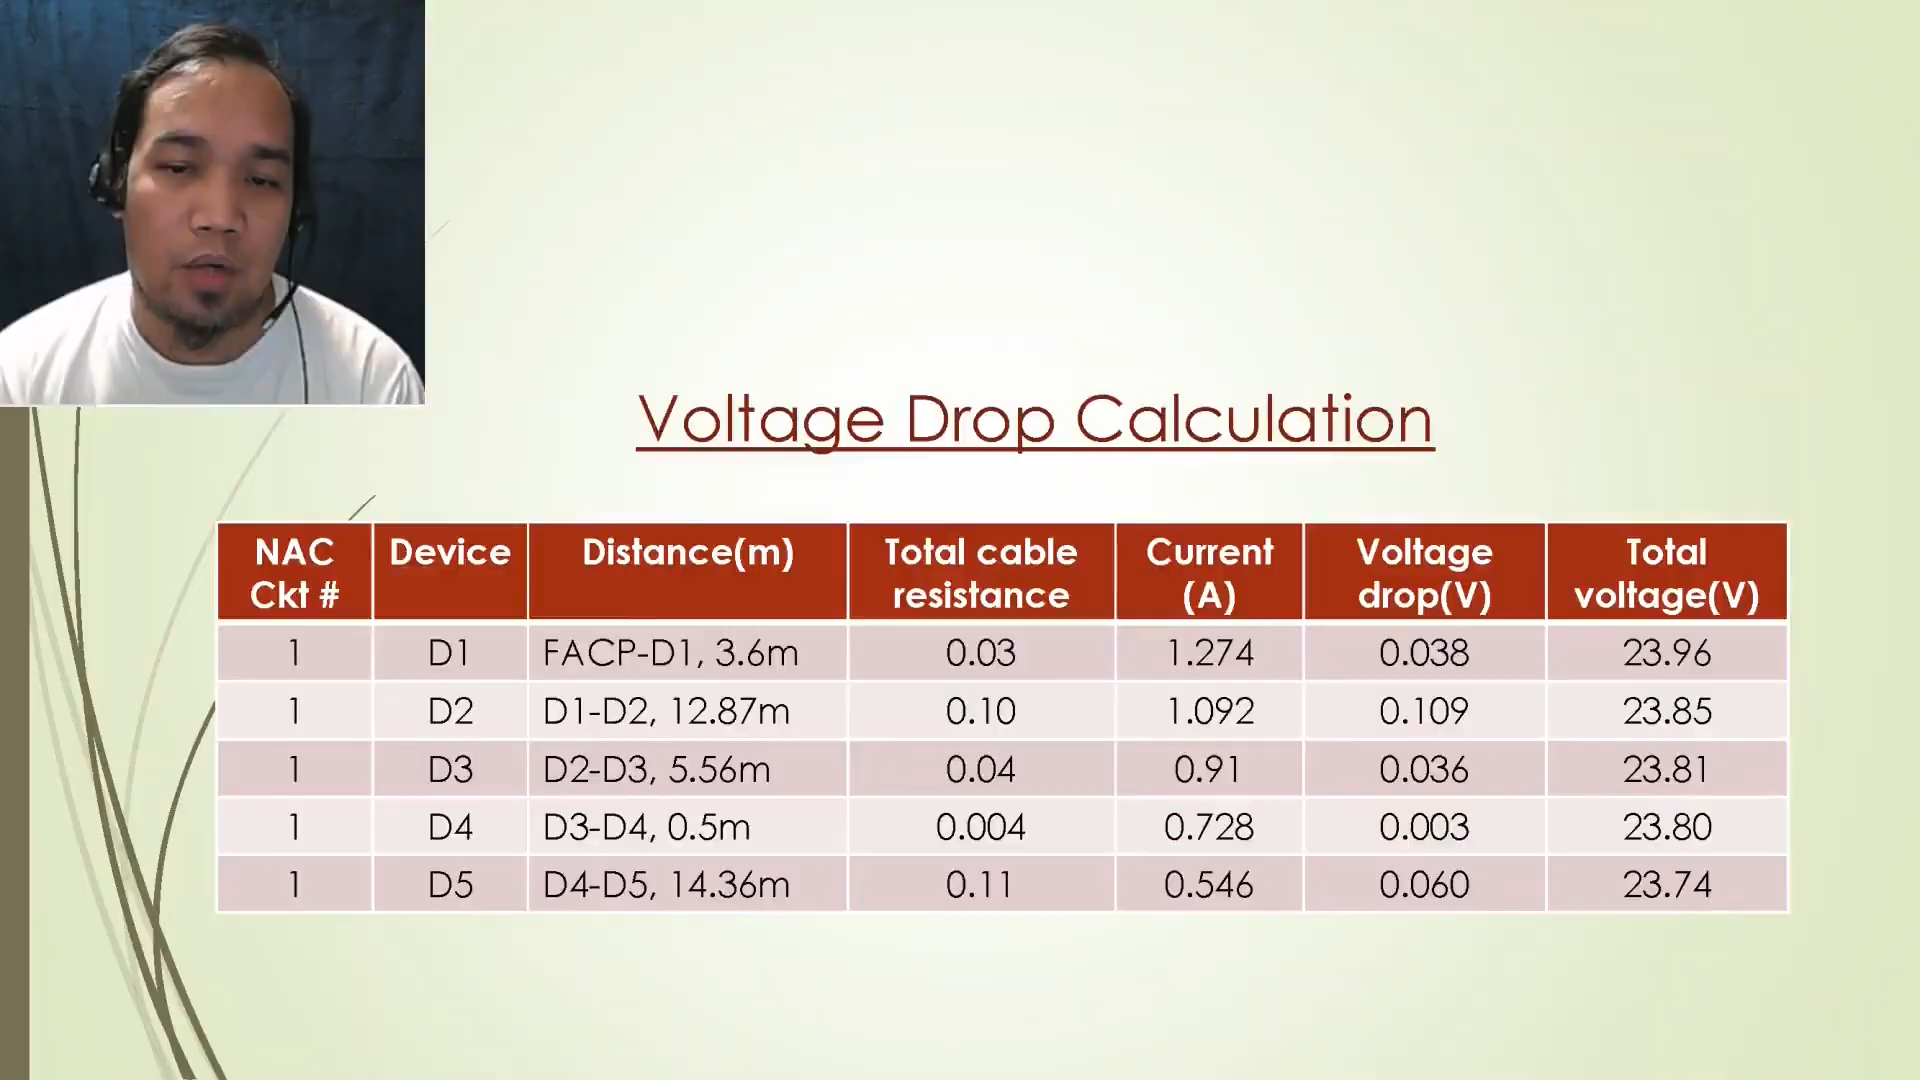 Voltage Drop Calculation
NAC Ckt # Device Distance(m) Total cable resistance Current (A) Voltage drop(V) Total voltage(V)
1 D1 FACP-D1, 3.6m 0.03 1.274 0.038 23.96
1 D2 D1-D2, 12.87m 0.10 1.092 0.109 23.85
1 D3 D2-D3, 5.56m 0.04 0.91 0.036 23.81
1 D4 D3-D4, 0.5m 0.004 0.728 0.003 23.80
1 D5 D4-D5, 14.36m 0.11 0.546 0.060 23.74